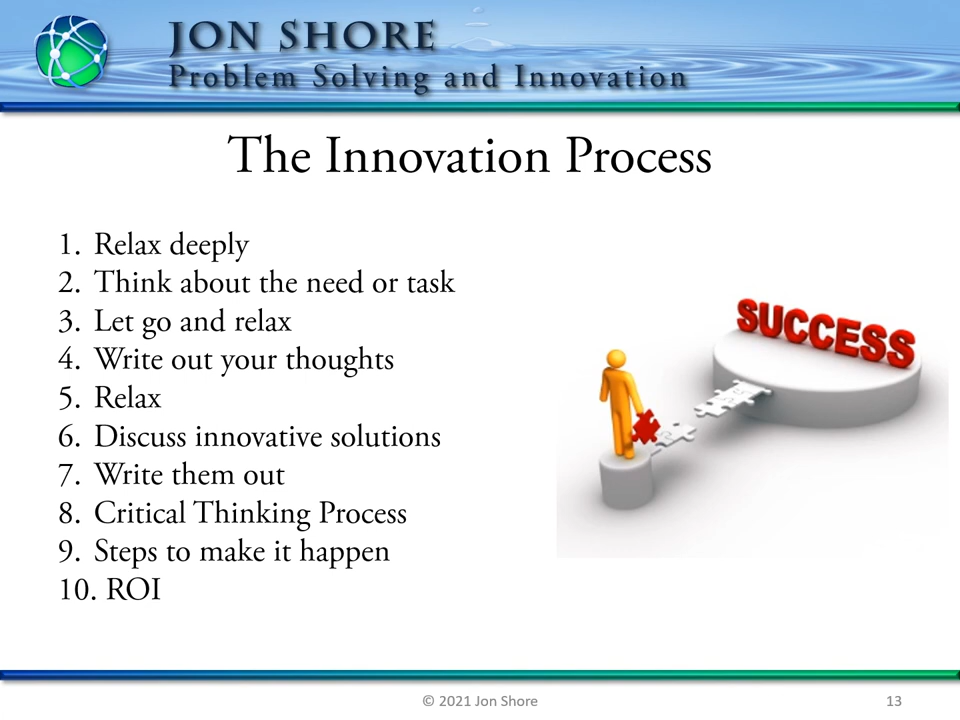 JON SHORE
Problem Solving and Innovation
The Innovation Process
1. Relax deeply
2. Think about the need or task
3. Let go and relax
4. Write out your thoughts
5. Relax
6. Discuss innovative solutions
7. Write them out
8. Critical Thinking Process
9. Steps to make it happen
10. ROI
SUCCESS
© 2021 Jon Shore
13